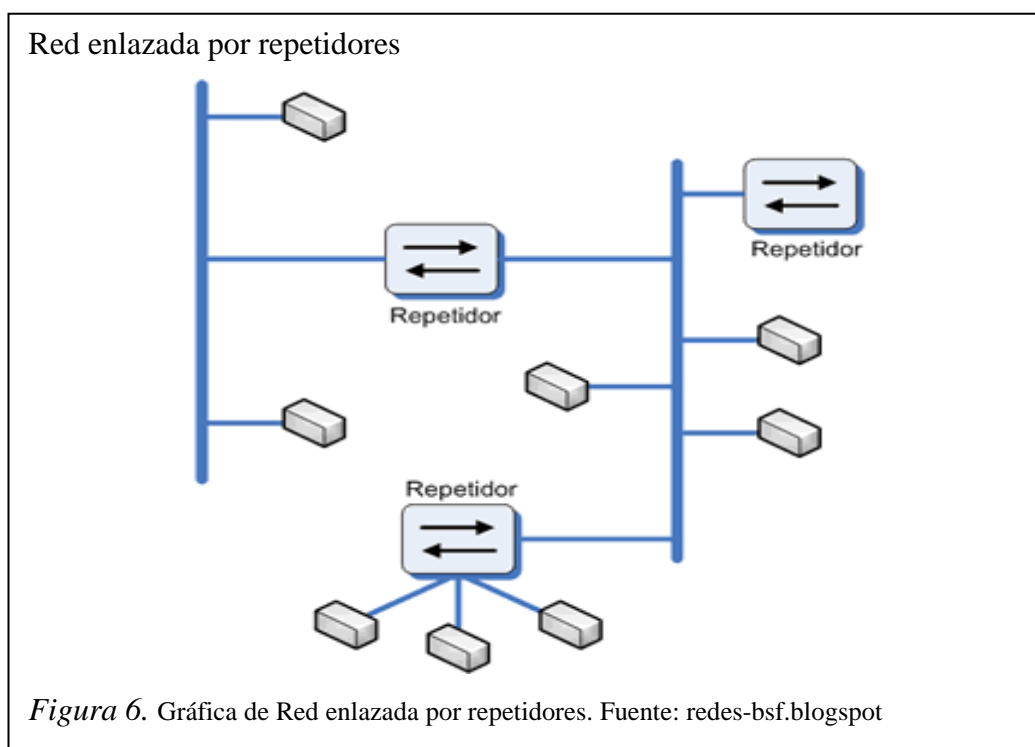 Red enlazada por repetidores
Repetidor
Repetidor
Repetidor
Figura 6. Gráfica de Red enlazada por repetidores. Fuente: redes-bsf.blogspot